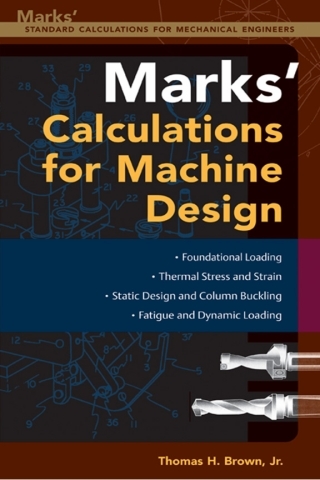 Marks'
STANDARD CALCULATIONS FOR MECHANICAL ENGINEERS
Marks'
Calculations
for Machine
Design
• Foundational Loading
• Thermal Stress and Strain
• Static Design and Column Buckling
• Fatigue and Dynamic Loading
Thomas H. Brown, Jr.